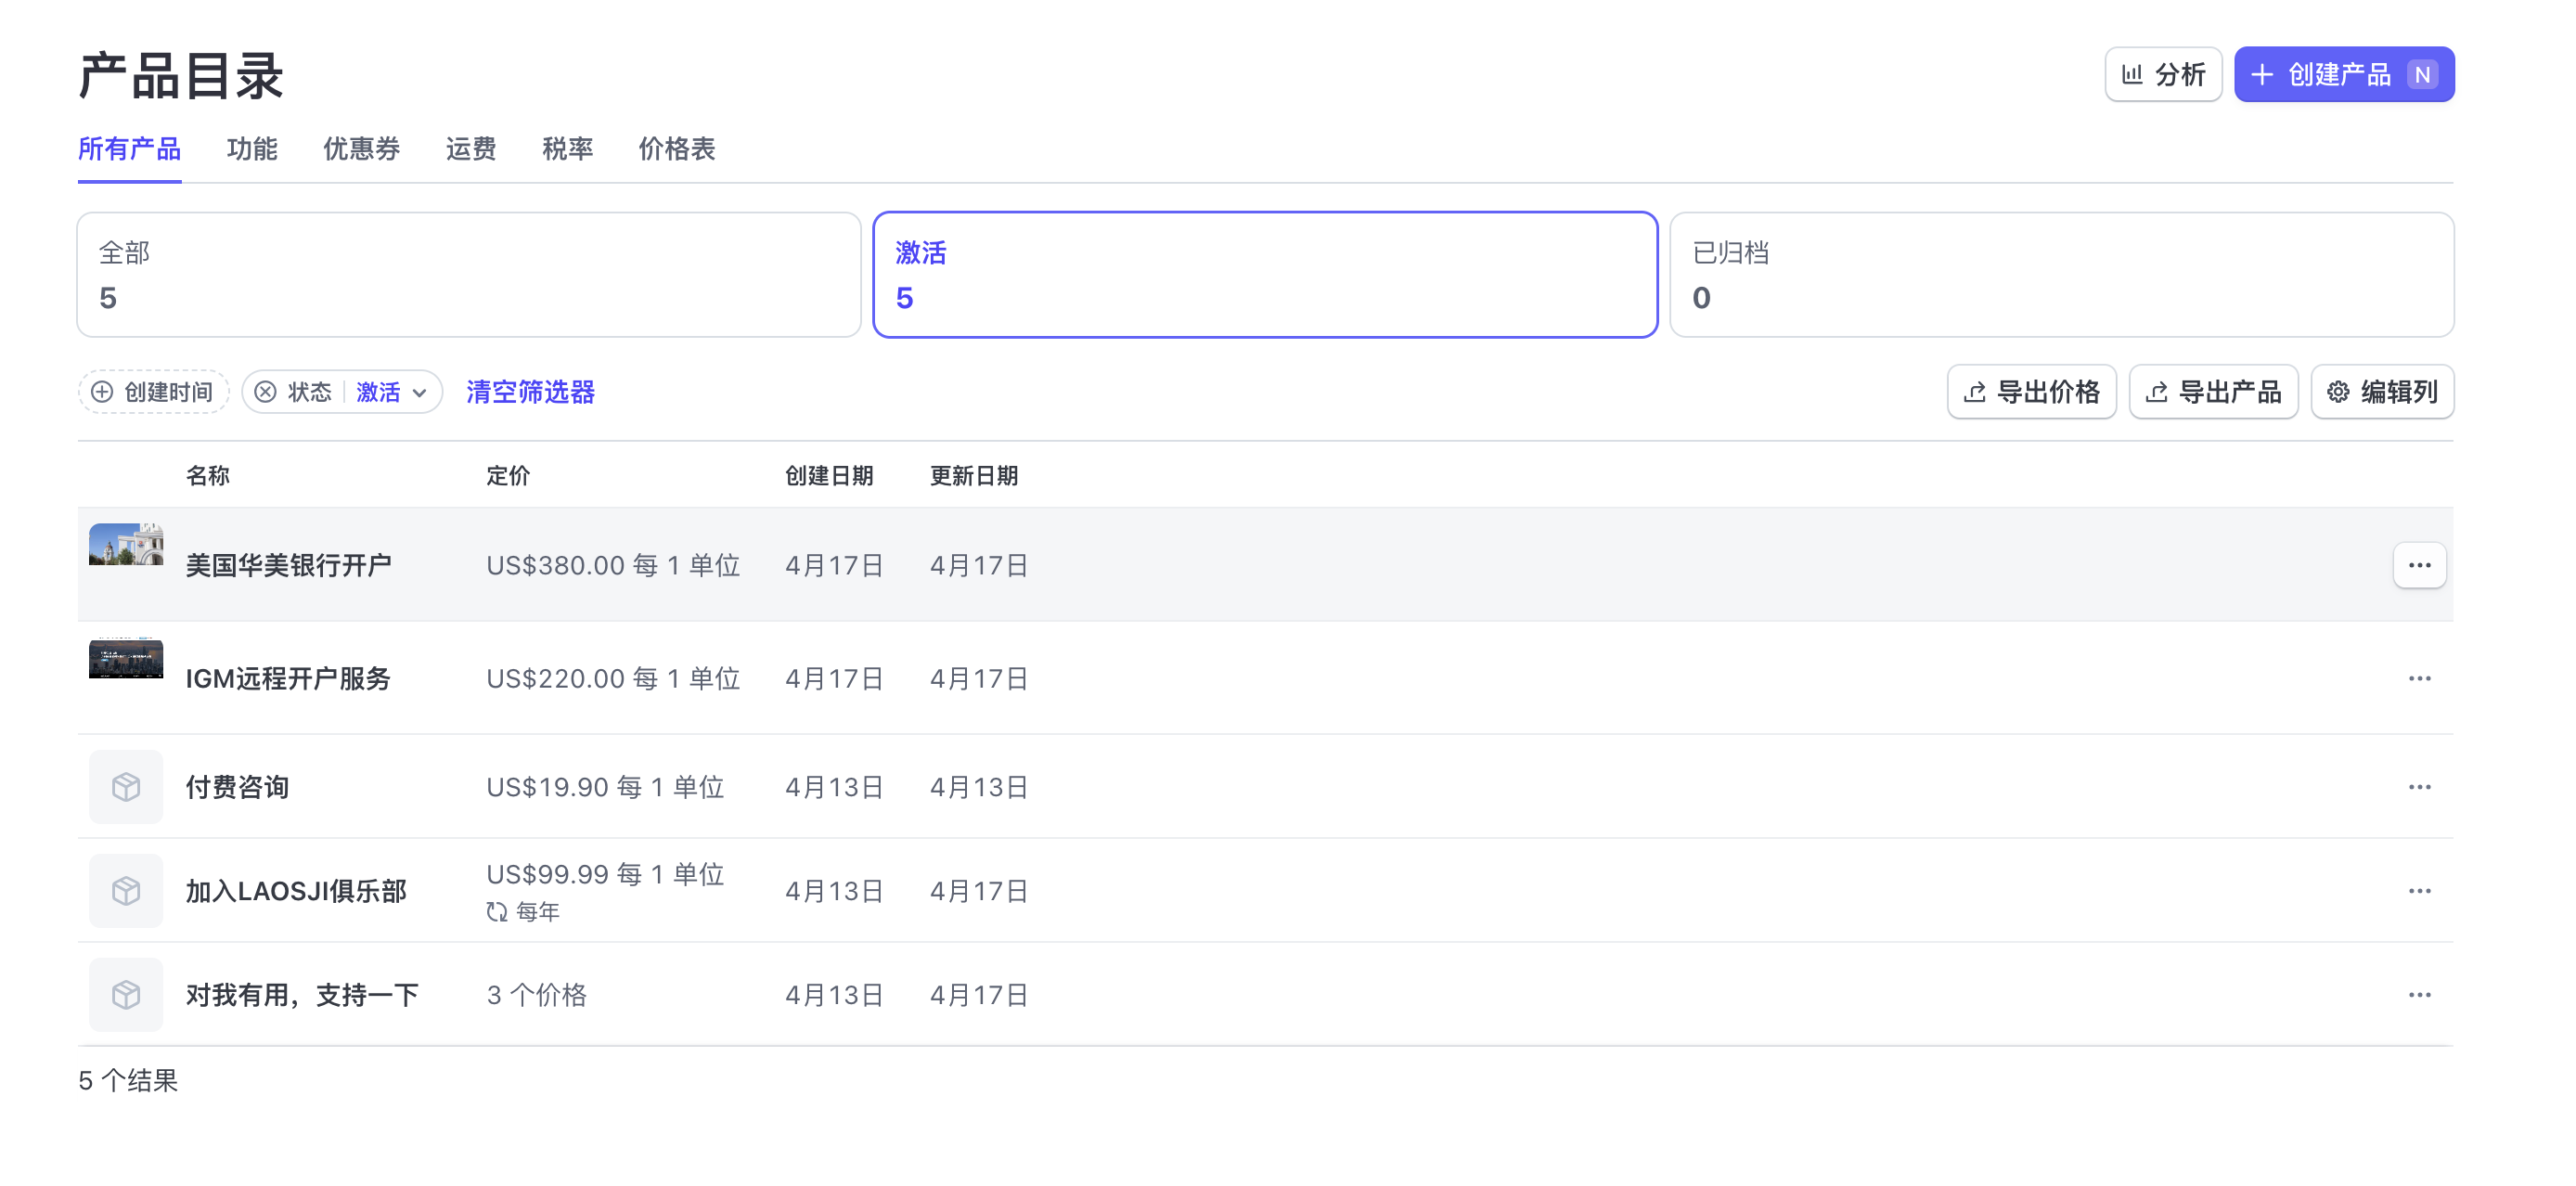 产品目录
分析
创建产品 N
所有产品 功能 优惠券 运费 税率 价格表
全部
5
激活
5
已归档
0
创建时间 状态 激活 清空筛选器
导出价格 导出产品 编辑列
名称 定价 创建日期 更新日期
美国华美银行开户 US$380.00 每 1 单位 4月17日 4月17日
IGM远程开户服务 US$220.00 每 1 单位 4月17日 4月17日
付费咨询 US$19.90 每 1 单位 4月13日 4月13日
加入LAOSJI俱乐部 US$99.99 每 1 单位 4月13日 4月17日
每年
对我有用，支持一下 3 个价格 4月13日 4月17日
5 个结果